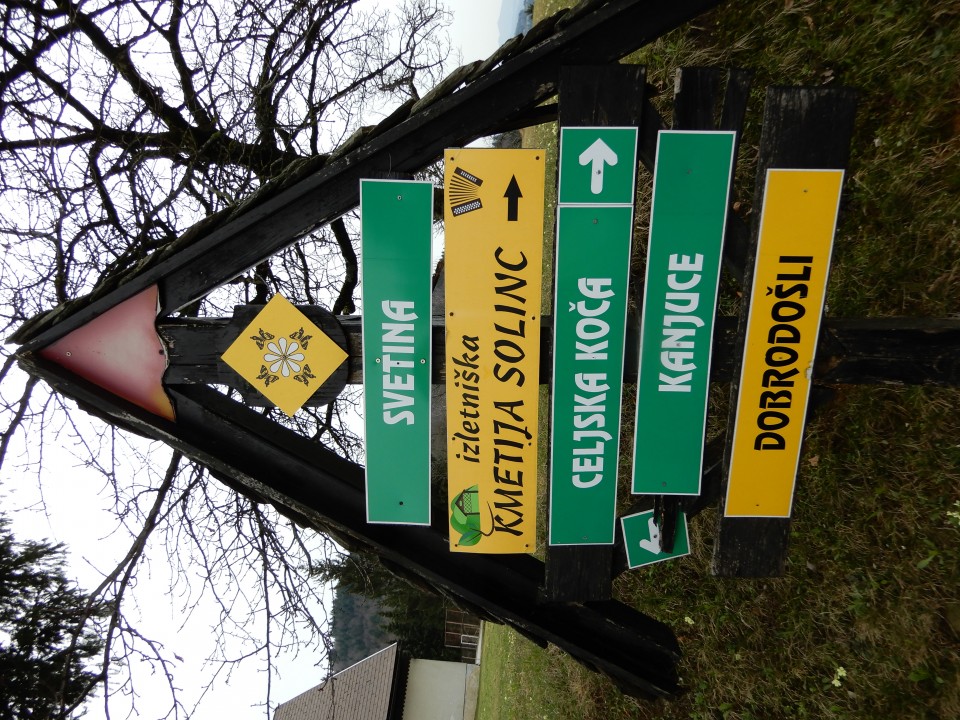 SVETINA
izletniška
KMETIJA SOLINC
CELJSKA KOČA
KANJUCE
DOBRODOŠLI